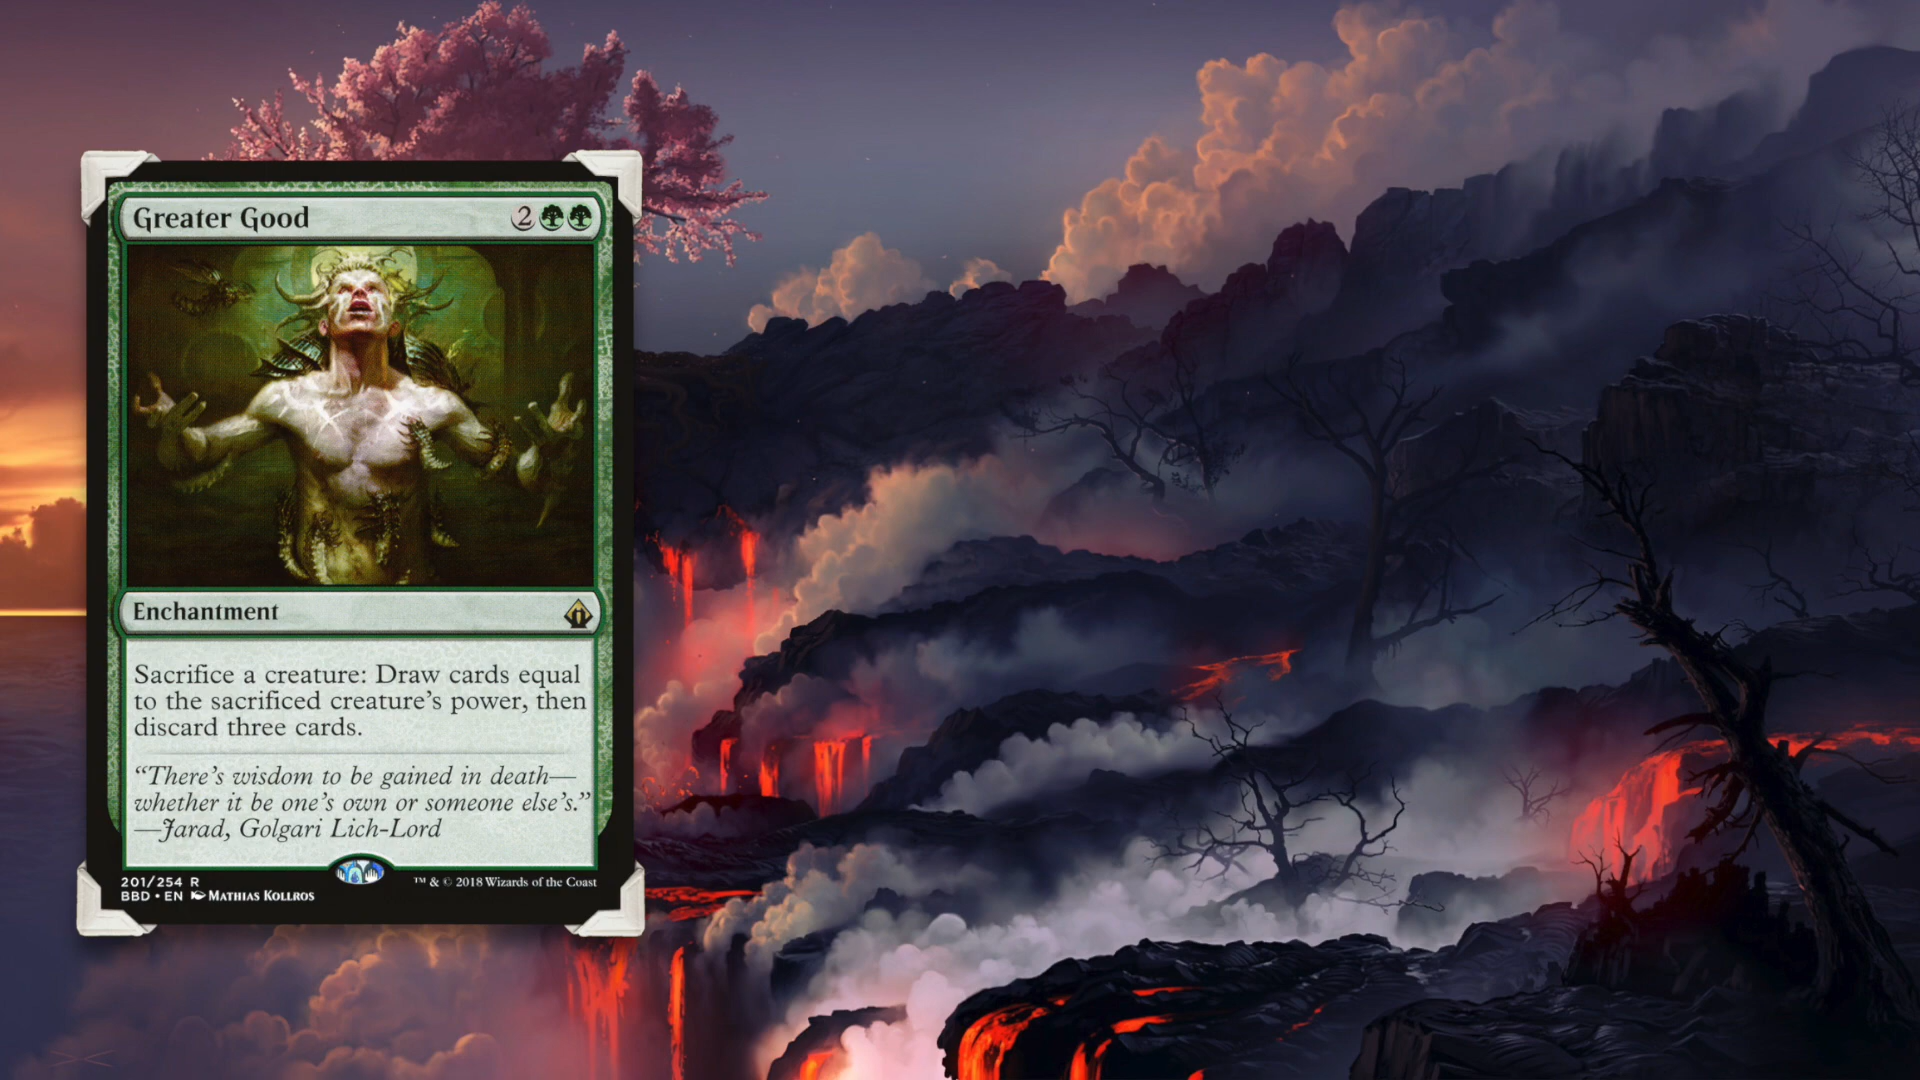 Greater Good 2
Enchantment
Sacrifice a creature: Draw cards equal
to the sacrificed creature's power, then
discard three cards.
“There's wisdom to be gained in death—
whether it be one's own or someone else's.”
—Jarad, Golgari Lich-Lord
201/254 R
BBD • EN Mathias Kollros
™ & © 2018 Wizards of the Coast